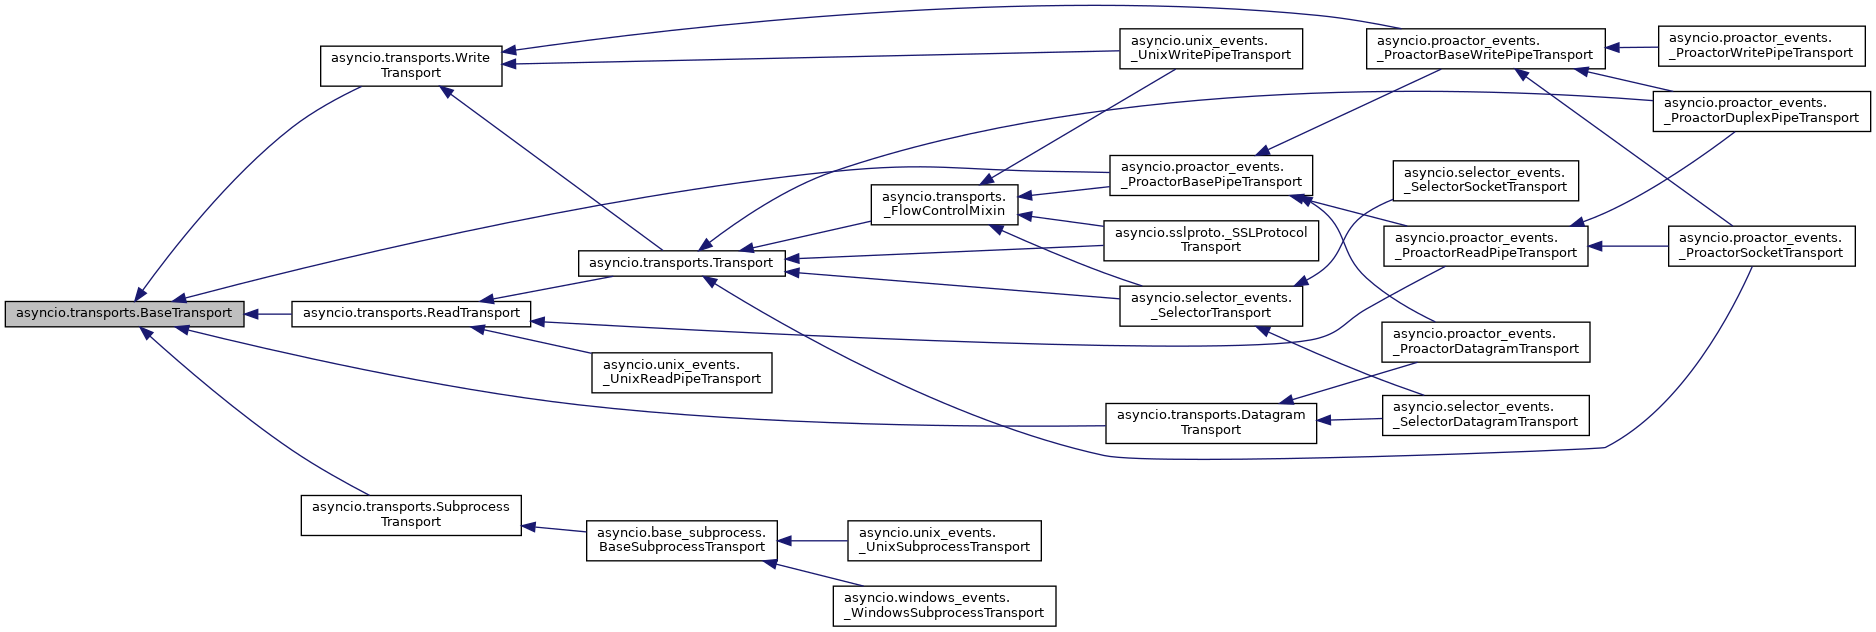 asyncio.transports.BaseTransport
asyncio.transports.Write
Transport
asyncio.transports.ReadTransport
asyncio.transports.Subprocess
Transport
asyncio.transports.Transport
asyncio.unix_events.
_UnixReadPipeTransport
asyncio.base_subprocess.
BaseSubprocessTransport
asyncio.transports.
_FlowControlMixin
asyncio.unix_events.
_UnixSubprocessTransport
asyncio.windows_events.
_WindowsSubprocessTransport
asyncio.unix_events.
_UnixWritePipeTransport
asyncio.proactor_events.
_ProactorBasePipeTransport
asyncio.sslproto._SSLProtocol
Transport
asyncio.selector_events.
_SelectorTransport
asyncio.transports.Datagram
Transport
asyncio.proactor_events.
_ProactorBaseWritePipeTransport
asyncio.selector_events.
_SelectorSocketTransport
asyncio.proactor_events.
_ProactorReadPipeTransport
asyncio.proactor_events.
_ProactorDatagramTransport
asyncio.selector_events.
_SelectorDatagramTransport
asyncio.proactor_events.
_ProactorWritePipeTransport
asyncio.proactor_events.
_ProactorDuplexPipeTransport
asyncio.proactor_events.
_ProactorSocketTransport